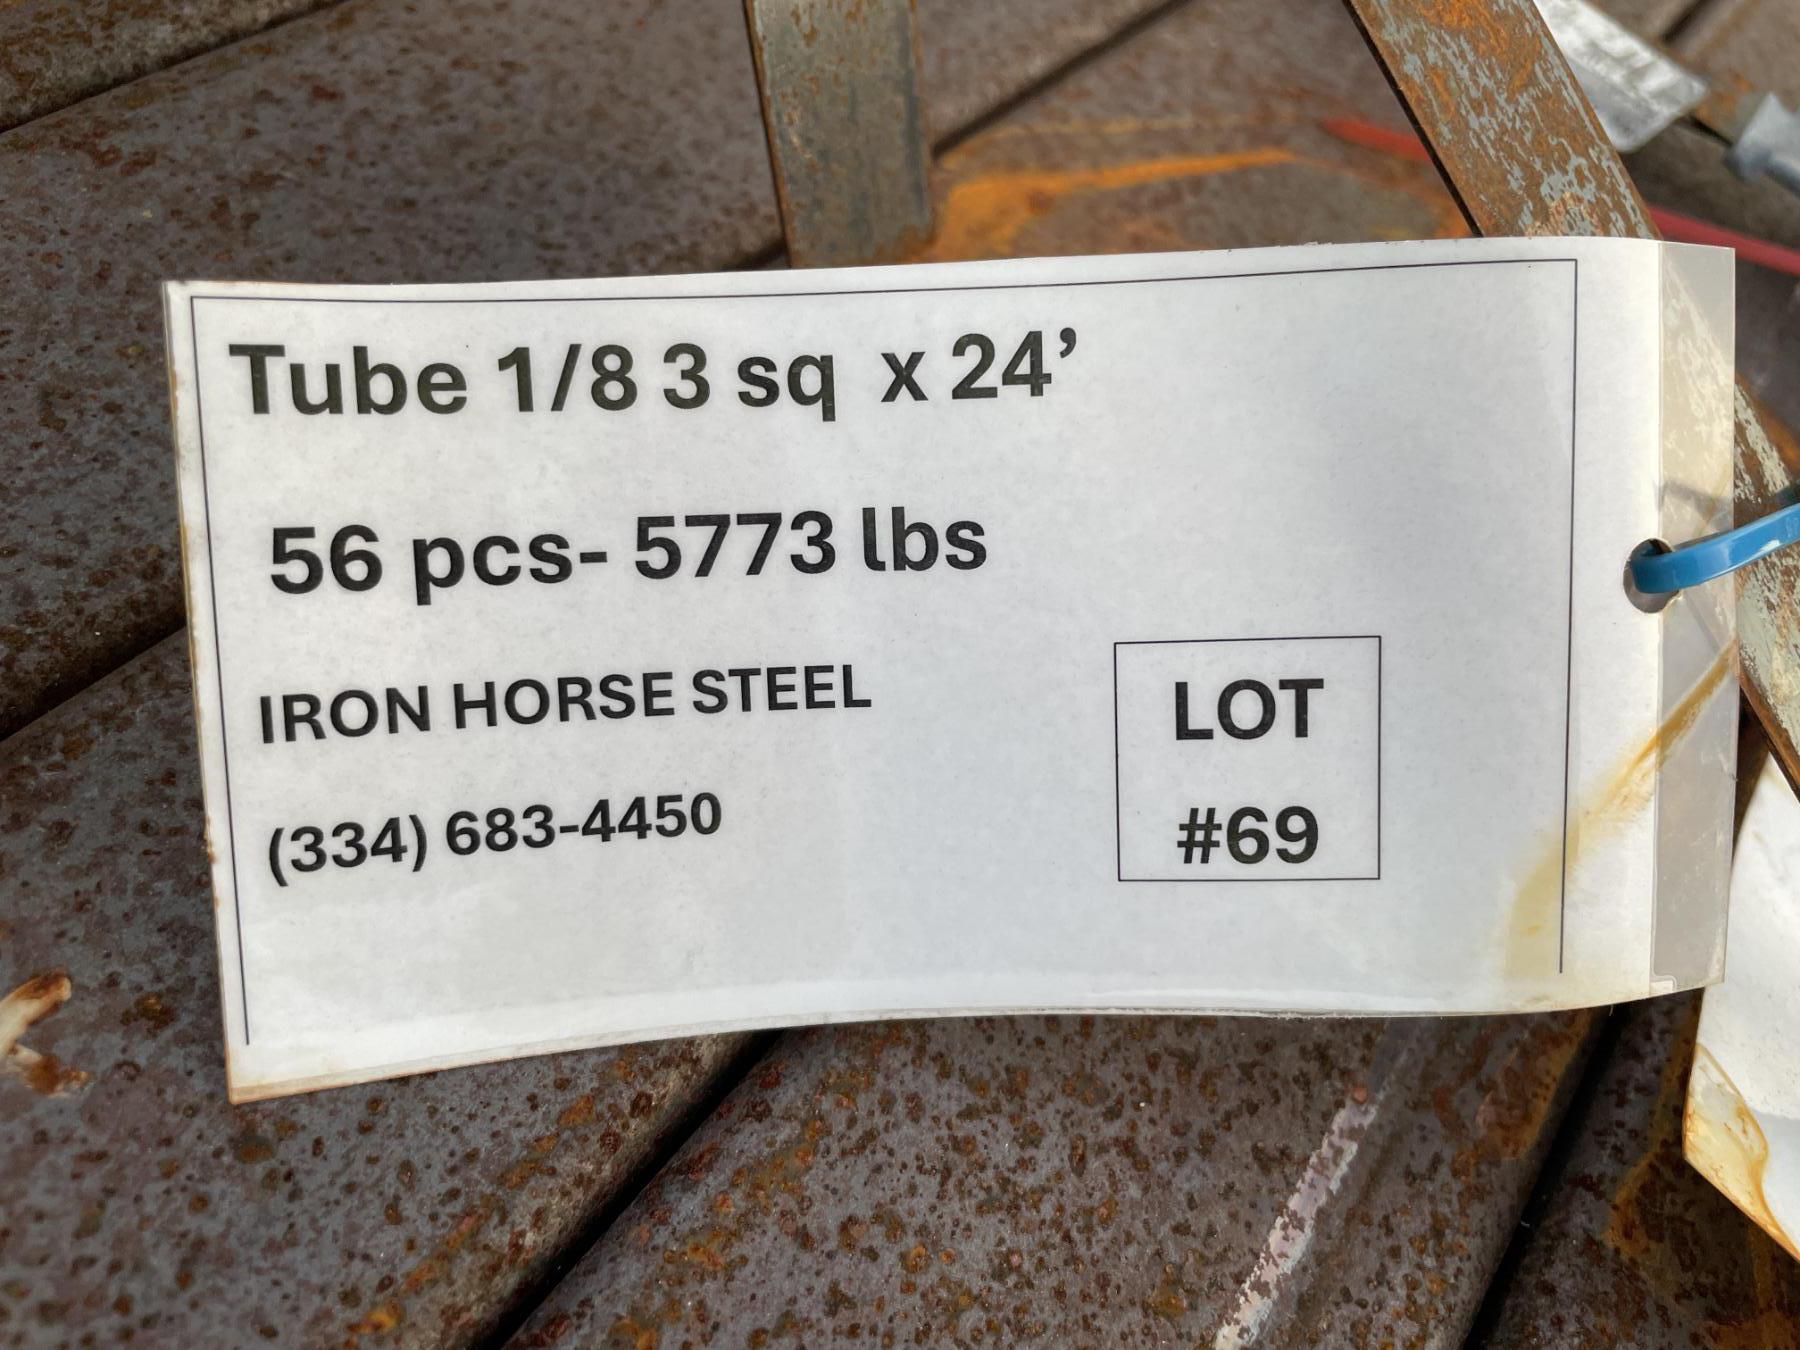 Tube 1/8 3 sq x 24’
56 pcs- 5773 lbs
IRON HORSE STEEL
(334) 683-4450
LOT
#69